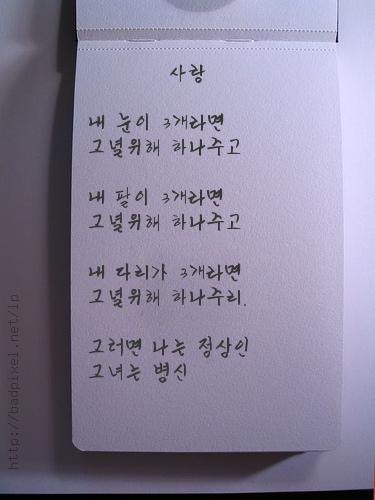 사랑
내 눈이 3개라면
그녈위해 하나주고
내 팔이 3개라면
그녈위해 하나주고
내 다리가 3개라면
그녈위해 하나주리.
그러면 나는 정상인
그녀는 병신
http://badpixel.net/lp